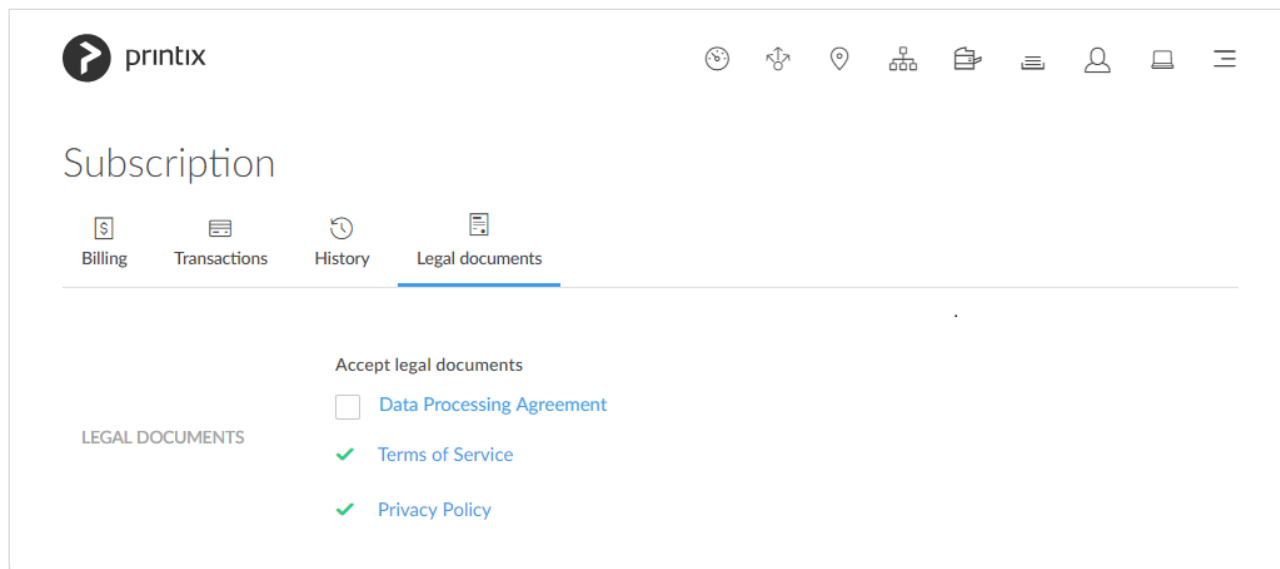 printix
Subscription
Billing
Transactions
History
Legal documents
Accept legal documents
Data Processing Agreement
LEGAL DOCUMENTS
Terms of Service
Privacy Policy